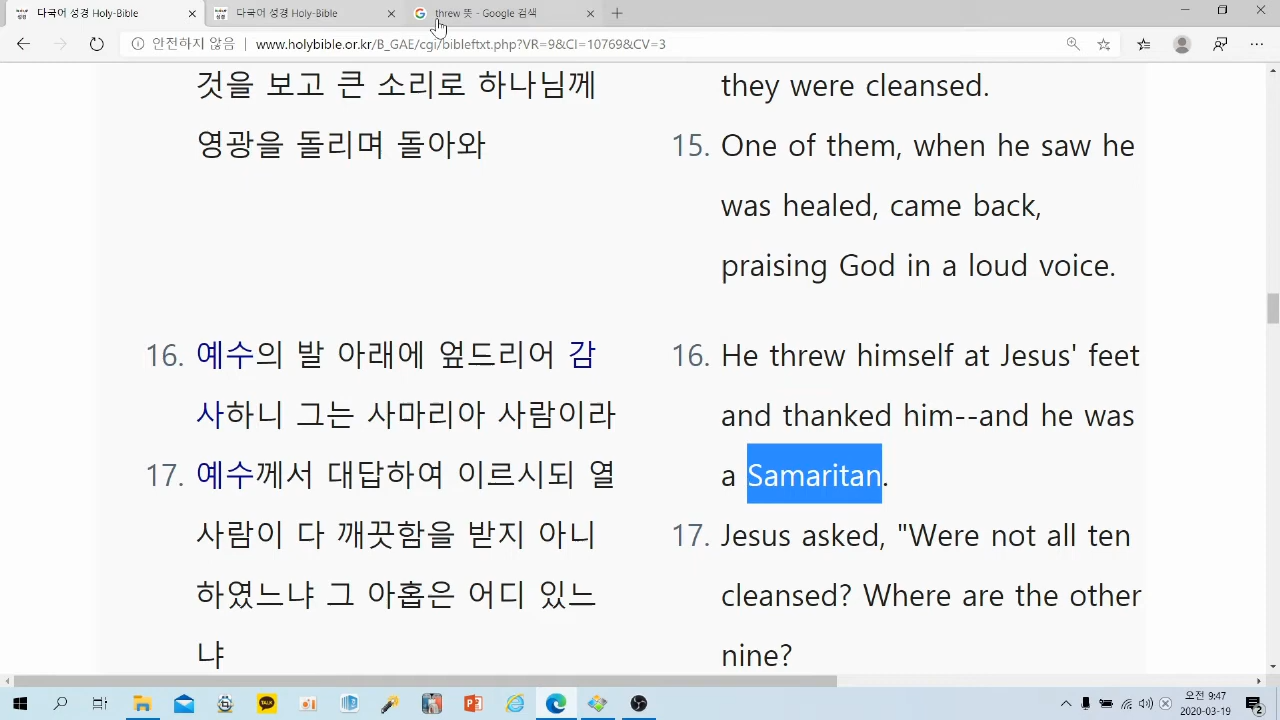 다국어 성경 Holy-Bible
다국어 성경 Holy-Bible
threw 뜻 - Google 검색
안전하지 않음 | www.holybible.or.kr/B_GAE/cgi/bibleftxt.php?VR=9&CI=10769&CV=3
것을 보고 큰 소리로 하나님께
영광을 돌리며 돌아와
16. 예수의 발 아래에 엎드리어 감
사하니 그는 사마리아 사람이라
17. 예수께서 대답하여 이르시되 열
사람이 다 깨끗함을 받지 아니
하였느냐 그 아홉은 어디 있느
냐
they were cleansed.
15. One of them, when he saw he
was healed, came back,
praising God in a loud voice.
16. He threw himself at Jesus' feet
and thanked him--and he was
a Samaritan.
17. Jesus asked, "Were not all ten
cleansed? Where are the other
nine?
오전 9:47
2020-03-19